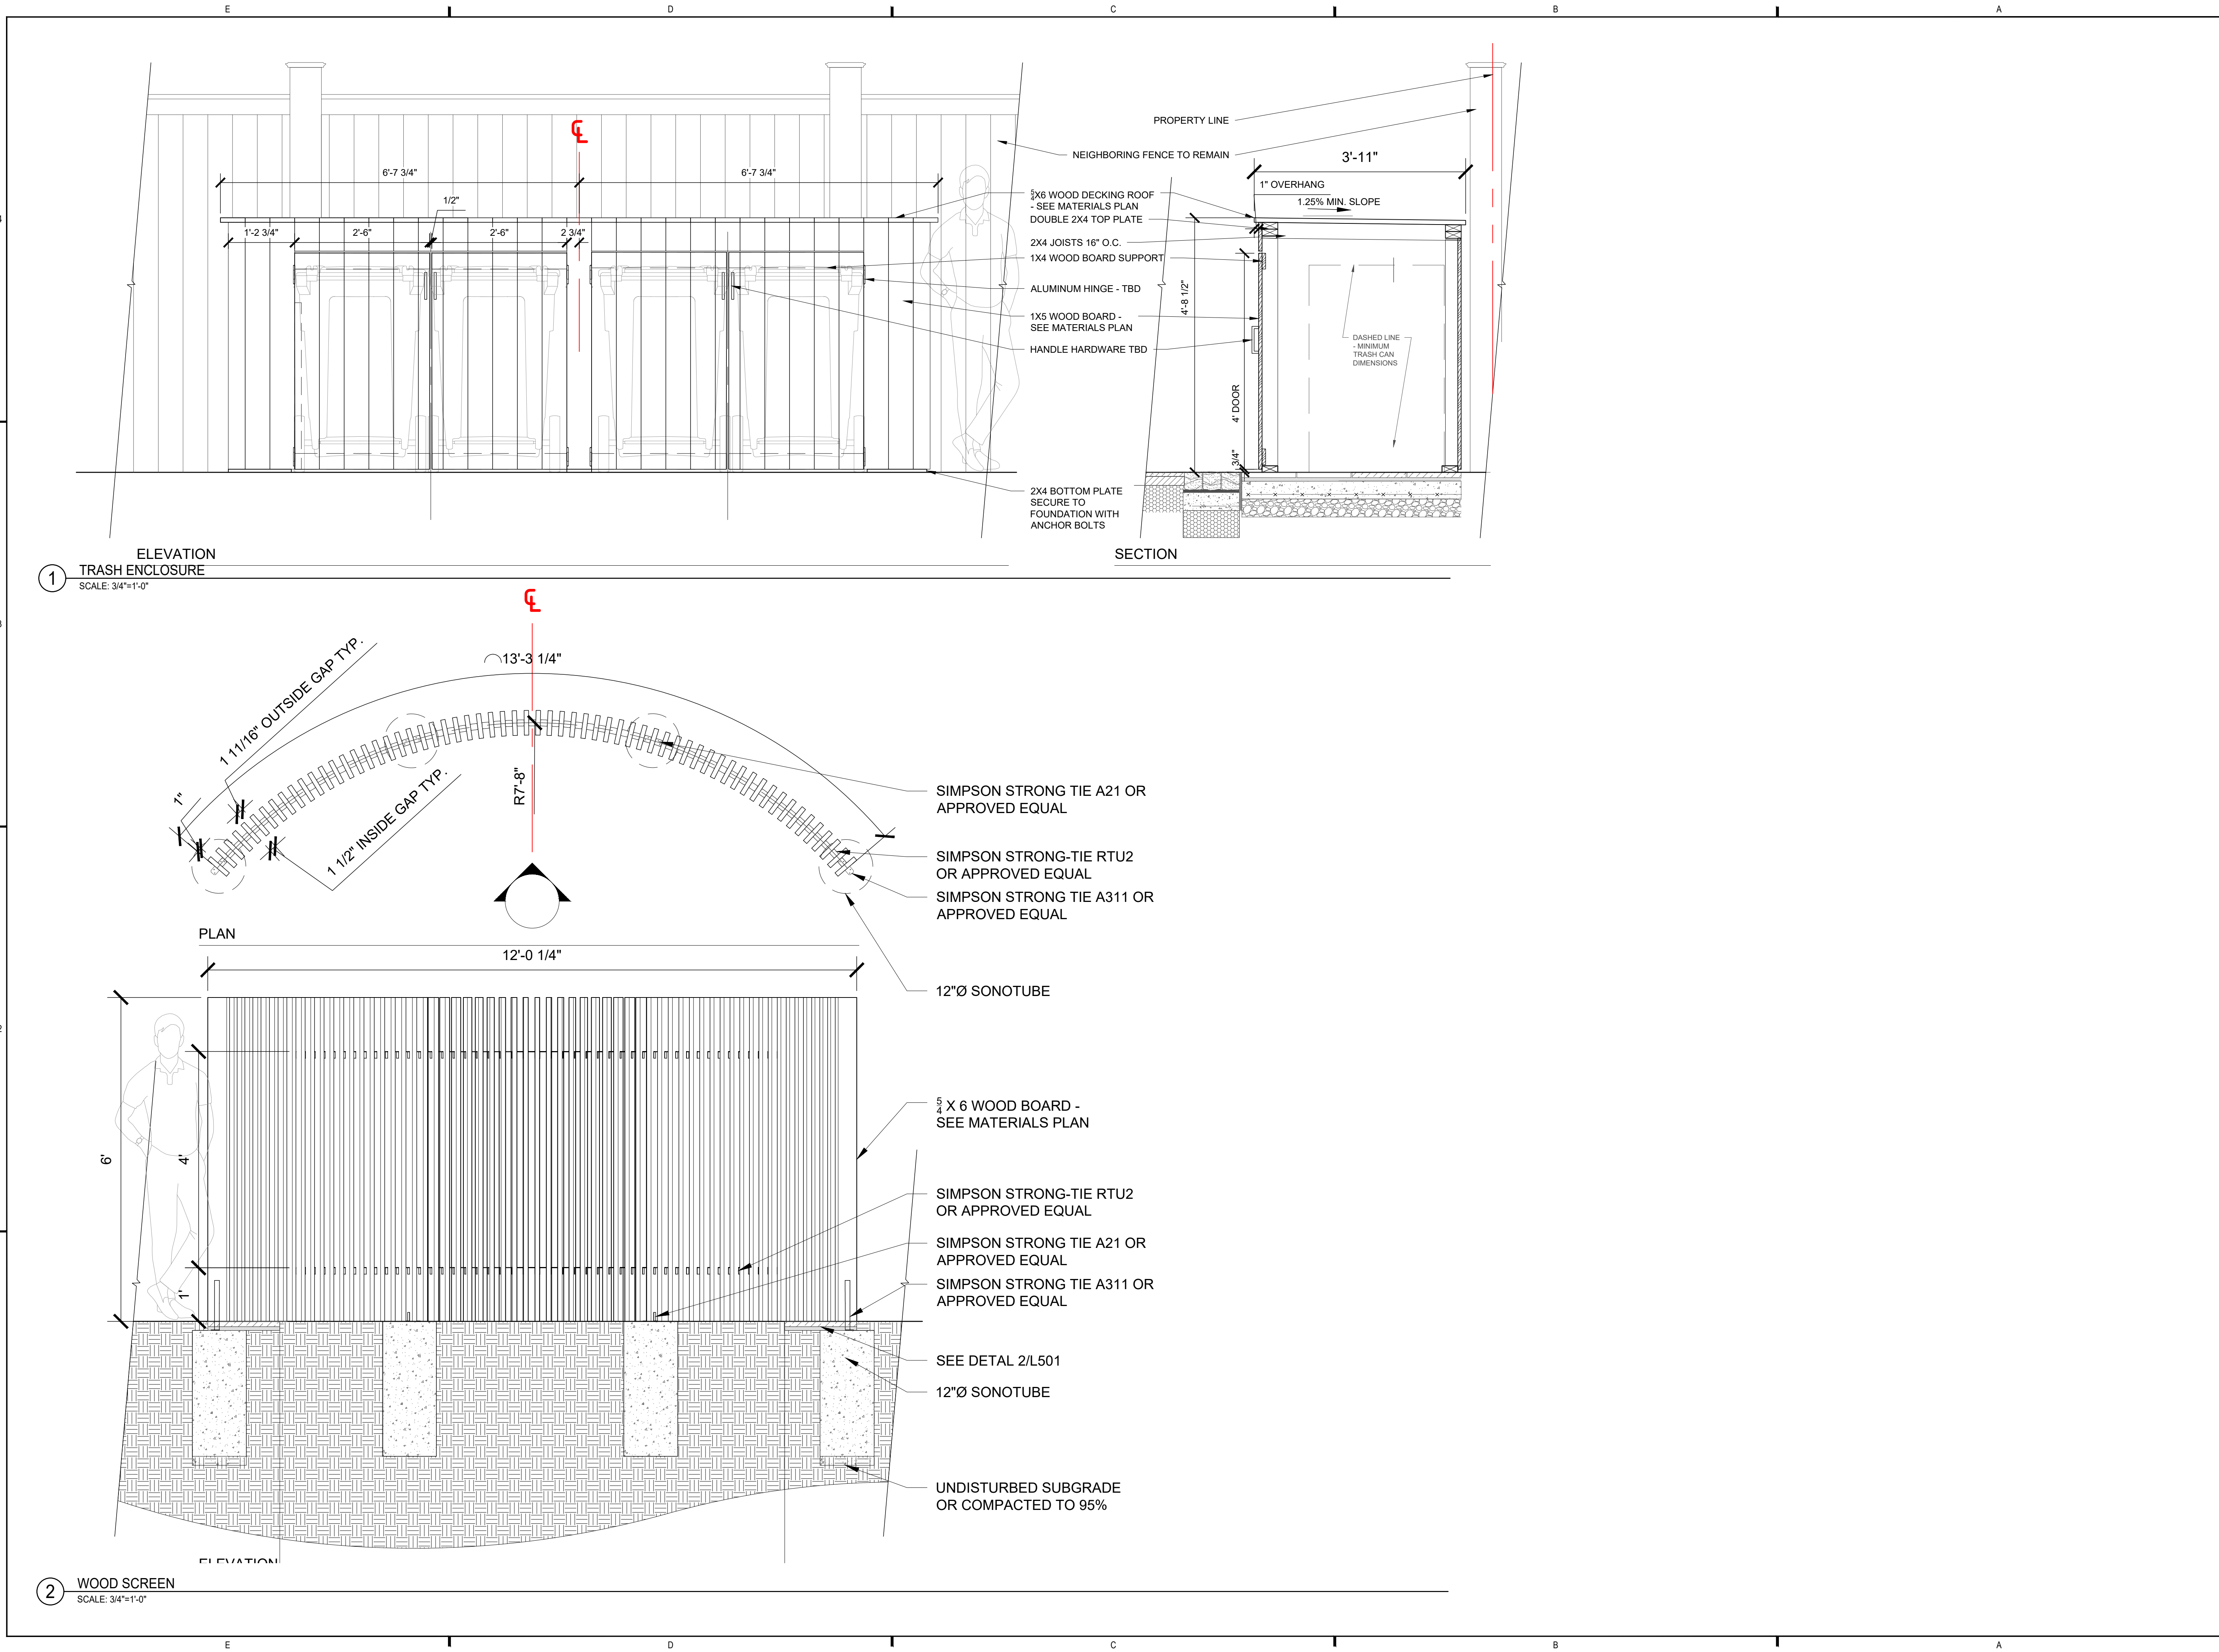 E
D
C
B
A
PROPERTY LINE
NEIGHBORING FENCE TO REMAIN
3'-11"
6'-7 3/4"
6'-7 3/4"
1" OVERHANG
1.25% MIN. SLOPE
5/4X6 WOOD DECKING ROOF
- SEE MATERIALS PLAN
DOUBLE 2X4 TOP PLATE
1/2"
1'-2 3/4"
2'-6"
2'-6"
2 3/4"
2X4 JOISTS 16" O.C.
1X4 WOOD BOARD SUPPORT
ALUMINUM HINGE - TBD
1X5 WOOD BOARD -
SEE MATERIALS PLAN
HANDLE HARDWARE TBD
4'-8 1/2"
4' DOOR
3/4"
DASHED LINE
- MINIMUM
TRASH CAN
DIMENSIONS
2X4 BOTTOM PLATE
SECURE TO
FOUNDATION WITH
ANCHOR BOLTS
ELEVATION
SECTION
1
TRASH ENCLOSURE
SCALE: 3/4"=1'-0"
13'-3 1/4"
1 11/16" OUTSIDE GAP TYP.
1"
1 1/2" INSIDE GAP TYP.
R7'-8"
SIMPSON STRONG TIE A21 OR
APPROVED EQUAL
SIMPSON STRONG-TIE RTU2
OR APPROVED EQUAL
SIMPSON STRONG TIE A311 OR
APPROVED EQUAL
PLAN
12'-0 1/4"
12"Ø SONOTUBE
6'
4'
1'
5/4 X 6 WOOD BOARD -
SEE MATERIALS PLAN
SIMPSON STRONG-TIE RTU2
OR APPROVED EQUAL
SIMPSON STRONG TIE A21 OR
APPROVED EQUAL
SIMPSON STRONG TIE A311 OR
APPROVED EQUAL
SEE DETAL 2/L501
12"Ø SONOTUBE
UNDISTURBED SUBGRADE
OR COMPACTED TO 95%
ELEVATION
2
WOOD SCREEN
SCALE: 3/4"=1'-0"
E
D
C
B
A